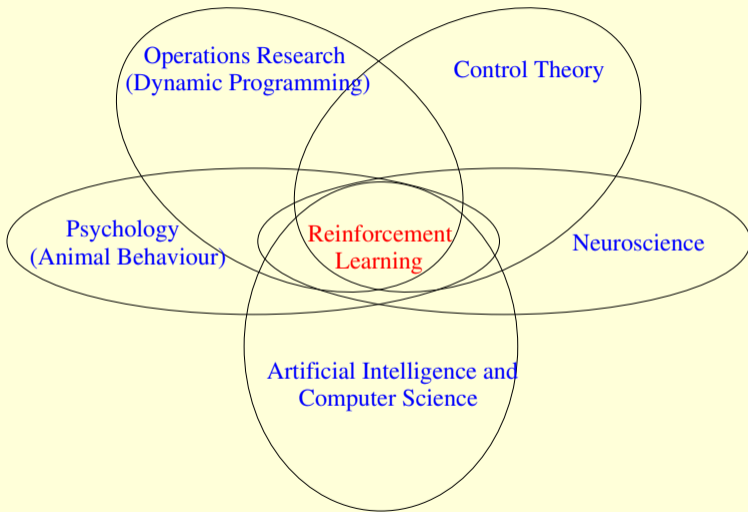 Operations Research
(Dynamic Programming)
Control Theory
Psychology
(Animal Behaviour)
Reinforcement
Learning
Neuroscience
Artificial Intelligence and
Computer Science